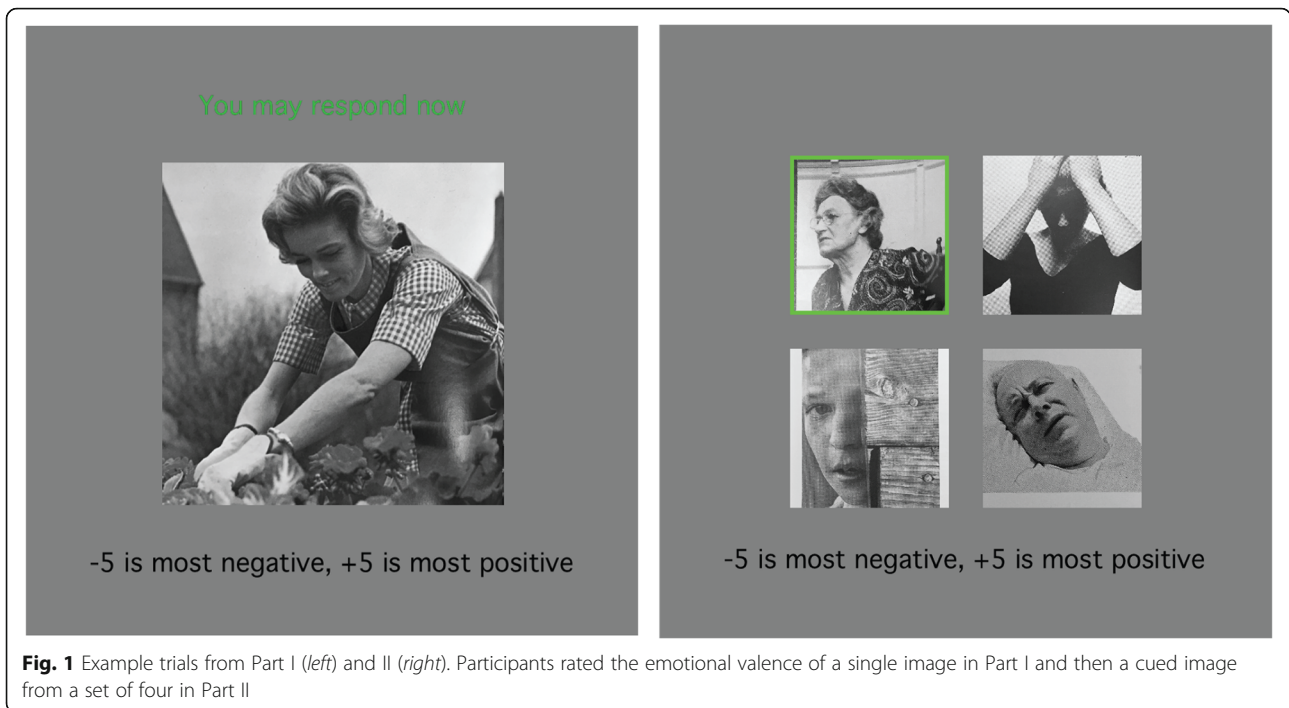 You may respond now
-5 is most negative, +5 is most positive
-5 is most negative, +5 is most positive
Fig. 1 Example trials from Part I (left) and II (right). Participants rated the emotional valence of a single image in Part I and then a cued image
from a set of four in Part II